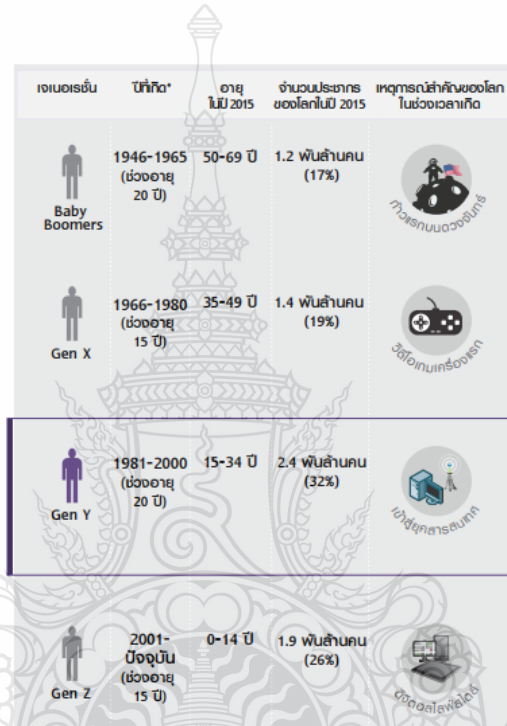 เจเนอเรชั่น ปีที่เกิด* อายุ จำนวนประชากร เหตุการณ์สำคัญของโลก
ในปี 2015 ของโลกในปี 2015 ในช่วงเวลาเกิด
Baby
Boomers
1946-1965
(ช่วงอายุ
20 ปี)
50-69 ปี
1.2 พันล้านคน
(17%)
ก้าวแรกบนดวงจันทร์
Gen X
1966-1980
(ช่วงอายุ
15 ปี)
35-49 ปี
1.4 พันล้านคน
(19%)
วิดีโอเกมเครื่องแรก
Gen Y
1981-2000
(ช่วงอายุ
20 ปี)
15-34 ปี
2.4 พันล้านคน
(32%)
เข้าสู่ยุคสารสนเทศ
Gen Z
2001-
ปัจจุบัน
(ช่วงอายุ
15 ปี)
0-14 ปี
1.9 พันล้านคน
(26%)
ดิจิตอลไลฟ์สไตล์